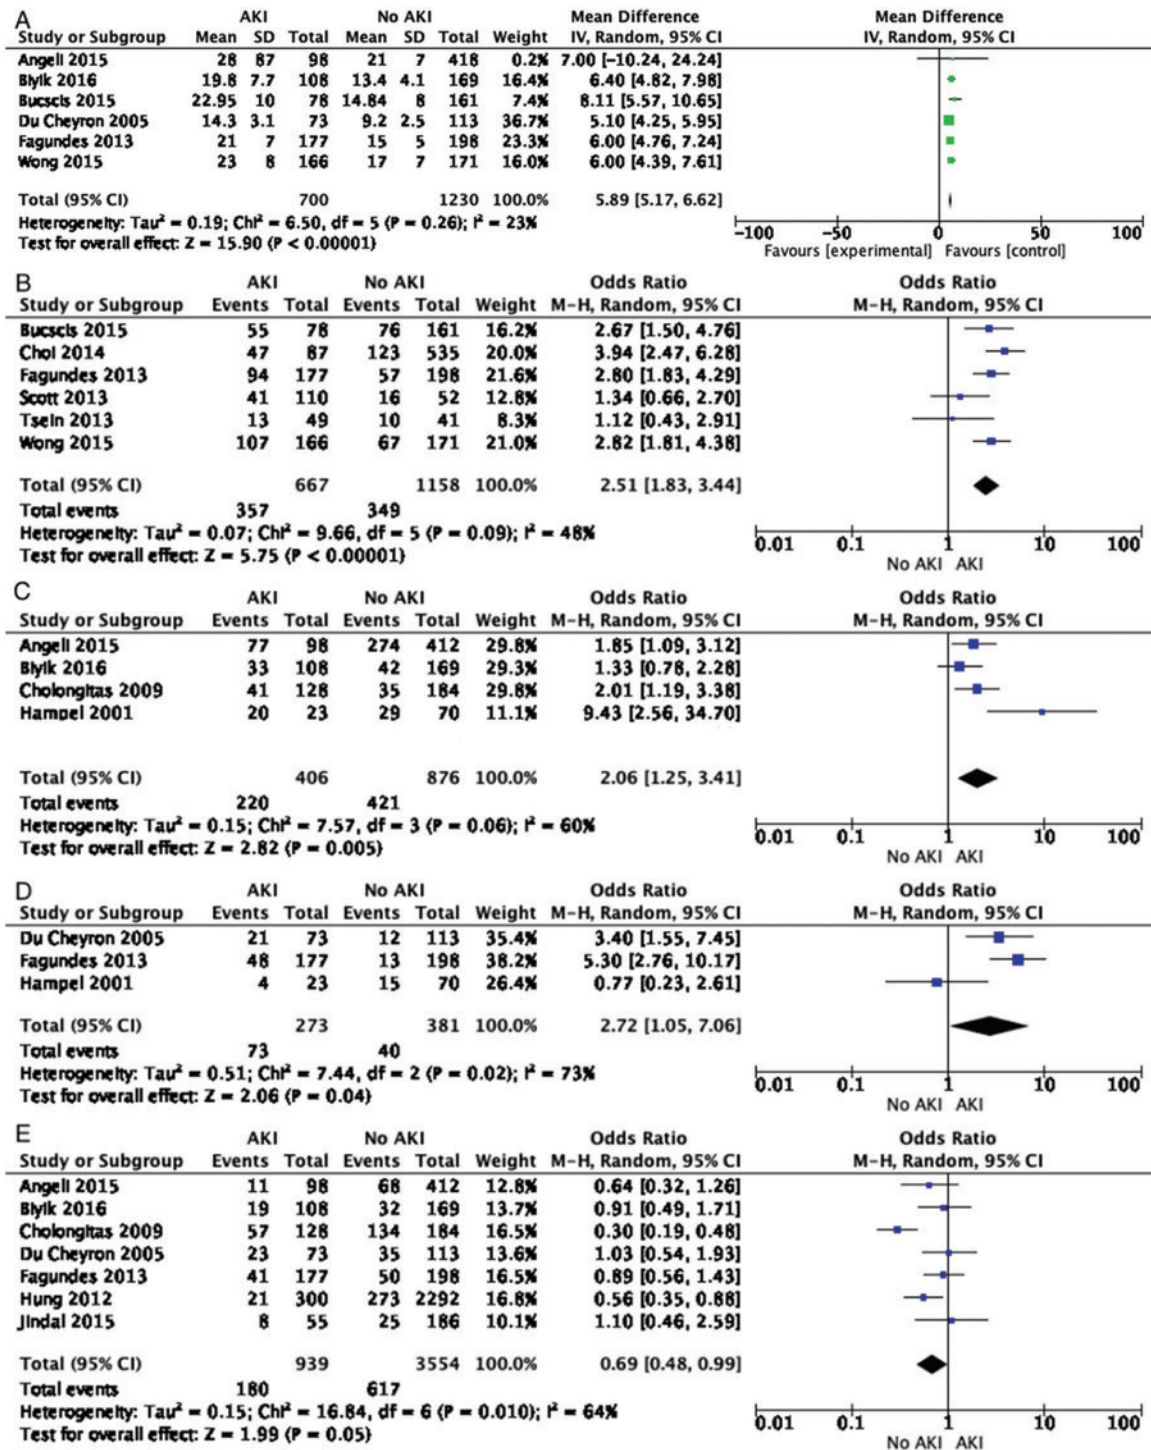 A
AKI No AKI Mean Difference Mean Difference
Study or Subgroup Mean SD Total Mean SD Total Weight IV, Random, 95% CI IV, Random, 95% CI
Angeli 2015 28 87 98 21 7 418 0.2% 7.00 [-10.24, 24.24]
Biyik 2016 19.8 7.7 108 13.4 4.1 169 16.4% 6.40 [4.82, 7.98]
Bucscis 2015 22.95 10 78 14.84 8 161 7.4% 8.11 [5.57, 10.65]
Du Cheyron 2005 14.3 3.1 73 9.2 2.5 113 36.7% 5.10 [4.25, 5.95]
Fagundes 2013 21 7 177 15 5 198 23.3% 6.00 [4.76, 7.24]
Wong 2015 23 8 166 17 7 171 16.0% 6.00 [4.39, 7.61]
Total (95% CI) 700 1230 100.0% 5.89 [5.17, 6.62]
Heterogeneity: Tau² = 0.19; Chi² = 6.50, df = 5 (P = 0.26); I² = 23%
Test for overall effect: Z = 15.90 (P < 0.00001)
-100 -50 0 50 100
Favours [experimental] Favours [control]
B
AKI No AKI Odds Ratio Odds Ratio
Study or Subgroup Events Total Events Total Weight M-H, Random, 95% CI M-H, Random, 95% CI
Bucscis 2015 55 78 76 161 16.2% 2.67 [1.50, 4.76]
Choi 2014 47 87 123 535 20.0% 3.94 [2.47, 6.28]
Fagundes 2013 94 177 57 198 21.6% 2.80 [1.83, 4.29]
Scott 2013 41 110 16 52 12.8% 1.34 [0.66, 2.70]
Tsein 2013 13 49 10 41 8.3% 1.12 [0.43, 2.91]
Wong 2015 107 166 67 171 21.0% 2.82 [1.81, 4.38]
Total (95% CI) 667 1158 100.0% 2.51 [1.83, 3.44]
Total events 357 349
Heterogeneity: Tau² = 0.07; Chi² = 9.66, df = 5 (P = 0.09); I² = 48%
Test for overall effect: Z = 5.75 (P < 0.00001)
0.01 0.1 1 10 100
No AKI AKI
C
AKI No AKI Odds Ratio Odds Ratio
Study or Subgroup Events Total Events Total Weight M-H, Random, 95% CI M-H, Random, 95% CI
Angeli 2015 77 98 274 412 29.8% 1.85 [1.09, 3.12]
Biyik 2016 33 108 42 169 29.3% 1.33 [0.78, 2.28]
Cholongitas 2009 41 128 35 184 29.8% 2.01 [1.19, 3.38]
Hampel 2001 20 23 29 70 11.1% 9.43 [2.56, 34.70]
Total (95% CI) 406 876 100.0% 2.06 [1.25, 3.41]
Total events 220 421
Heterogeneity: Tau² = 0.15; Chi² = 7.57, df = 3 (P = 0.06); I² = 60%
Test for overall effect: Z = 2.82 (P = 0.005)
0.01 0.1 1 10 100
No AKI AKI
D
AKI No AKI Odds Ratio Odds Ratio
Study or Subgroup Events Total Events Total Weight M-H, Random, 95% CI M-H, Random, 95% CI
Du Cheyron 2005 21 73 12 113 35.4% 3.40 [1.55, 7.45]
Fagundes 2013 48 177 13 198 38.2% 5.30 [2.76, 10.17]
Hampel 2001 4 23 15 70 26.4% 0.77 [0.23, 2.61]
Total (95% CI) 273 381 100.0% 2.72 [1.05, 7.06]
Total events 73 40
Heterogeneity: Tau² = 0.51; Chi² = 7.44, df = 2 (P = 0.02); I² = 73%
Test for overall effect: Z = 2.06 (P = 0.04)
0.01 0.1 1 10 100
No AKI AKI
E
AKI No AKI Odds Ratio Odds Ratio
Study or Subgroup Events Total Events Total Weight M-H, Random, 95% CI M-H, Random, 95% CI
Angeli 2015 11 98 68 412 12.8% 0.64 [0.32, 1.26]
Biyik 2016 19 108 32 169 13.7% 0.91 [0.49, 1.71]
Cholongitas 2009 57 128 134 184 16.5% 0.30 [0.19, 0.48]
Du Cheyron 2005 23 73 35 113 13.6% 1.03 [0.54, 1.93]
Fagundes 2013 41 177 50 198 16.5% 0.89 [0.56, 1.43]
Hung 2012 21 300 273 2292 16.8% 0.56 [0.35, 0.88]
Jindal 2015 8 55 25 186 10.1% 1.10 [0.46, 2.59]
Total (95% CI) 939 3554 100.0% 0.69 [0.48, 0.99]
Total events 180 617
Heterogeneity: Tau² = 0.15; Chi² = 16.84, df = 6 (P = 0.010); I² = 64%
Test for overall effect: Z = 1.99 (P = 0.05)
0.01 0.1 1 10 100
No AKI AKI